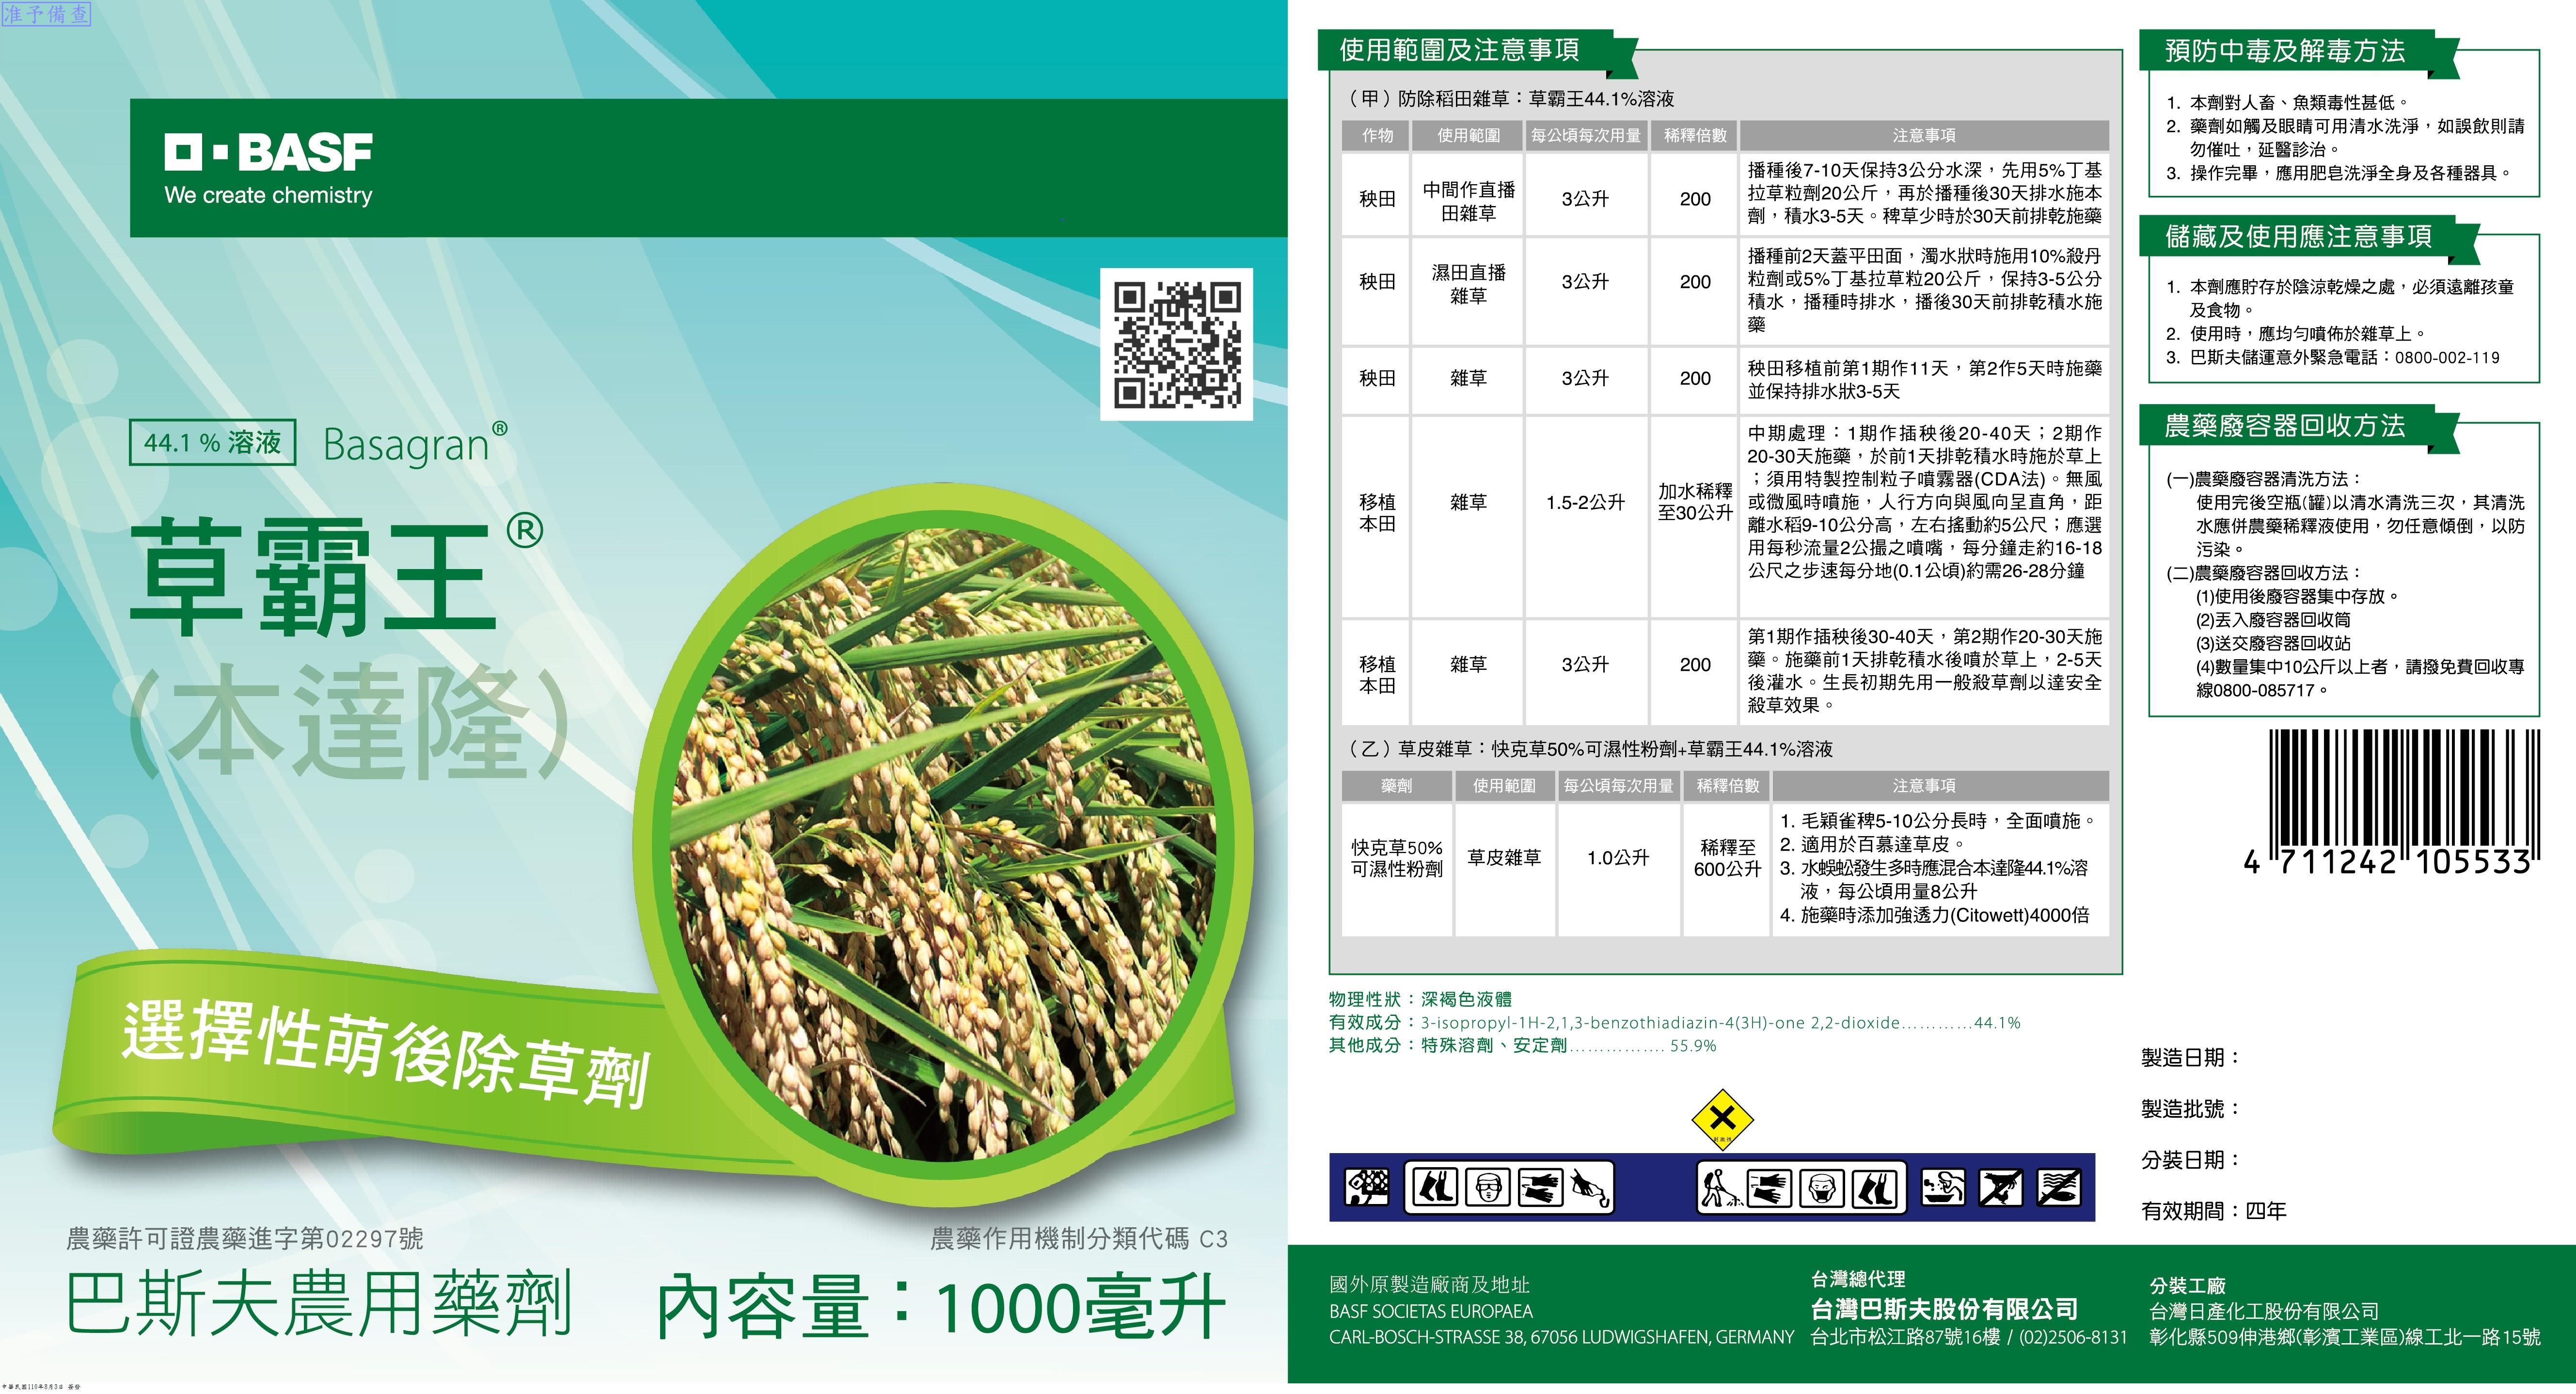 准予備查
BASF
We create chemistry
44.1 % 溶液
Basagran®
草霸王®
(本達隆)
選擇性萌後除草劑
農藥許可證農藥進字第02297號
農藥作用機制分類代碼 C3
巴斯夫農用藥劑
內容量：1000毫升
中華民國110年8月3日 簽發
使用範圍及注意事項
（甲）防除稻田雜草：草霸王44.1%溶液
作物 使用範圍 每公頃每次用量 稀釋倍數 注意事項
秧田
中間作直播
田雜草
3公升
200
播種後7-10天保持3公分水深，先用5%丁基
拉草粒劑20公斤，再於播種後30天排水施本
劑，積水3-5天。稗草少時於30天前排乾施藥
秧田
濕田直播
雜草
3公升
200
播種前2天蓋平田面，濁水狀時施用10%殺丹
粒劑或5%丁基拉草粒20公斤，保持3-5公分
積水，播種時排水，播後30天前排乾積水施
藥
秧田
雜草
3公升
200
秧田移植前第1期作11天，第2作5天時施藥
並保持排水狀3-5天
移植
本田
雜草
1.5-2公升
加水稀釋
至30公升
中期處理：1期作插秧後20-40天；2期作
20-30天施藥，於前1天排乾積水時施於草上
；須用特製控制粒子噴霧器(CDA法)。無風
或微風時噴施，人行方向與風向呈直角，距
離水稻9-10公分高，左右搖動約5公尺；應選
用每秒流量2公撮之噴嘴，每分鐘走約16-18
公尺之步速每分地(0.1公頃)約需26-28分鐘
移植
本田
雜草
3公升
200
第1期作插秧後30-40天，第2期作20-30天施
藥。施藥前1天排乾積水後噴於草上，2-5天
後灌水。生長初期先用一般殺草劑以達安全
殺草效果。
（乙）草皮雜草：快克草50%可濕性粉劑+草霸王44.1%溶液
藥劑 使用範圍 每公頃每次用量 稀釋倍數 注意事項
快克草50%
可濕性粉劑
草皮雜草
1.0公升
稀釋至
600公升
1. 毛穎雀稗5-10公分長時，全面噴施。
2. 適用於百慕達草皮。
3. 水蜈蚣發生多時應混合本達隆44.1%溶
液，每公頃用量8公升
4. 施藥時添加強透力(Citowett)4000倍
物理性狀：深褐色液體
有效成分：3-isopropyl-1H-2,1,3-benzothiadiazin-4(3H)-one 2,2-dioxide…………44.1%
其他成分：特殊溶劑、安定劑……………. 55.9%
預防中毒及解毒方法
1. 本劑對人畜、魚類毒性甚低。
2. 藥劑如觸及眼睛可用清水洗淨，如誤飲則請
勿催吐，延醫診治。
3. 操作完畢，應用肥皂洗淨全身及各種器具。
儲藏及使用應注意事項
1. 本劑應貯存於陰涼乾燥之處，必須遠離孩童
及食物。
2. 使用時，應均勻噴佈於雜草上。
3. 巴斯夫儲運意外緊急電話：0800-002-119
農藥廢容器回收方法
(一)農藥廢容器清洗方法：
使用完後空瓶(罐)以清水清洗三次，其清洗
水應併農藥稀釋液使用，勿任意傾倒，以防
污染。
(二)農藥廢容器回收方法：
(1)使用後廢容器集中存放。
(2)丟入廢容器回收筒
(3)送交廢容器回收站
(4)數量集中10公斤以上者，請撥免費回收專
線0800-085717。
4 711242 105533
製造日期：
製造批號：
分裝日期：
有效期間：四年
國外原製造廠商及地址
BASF SOCIETAS EUROPAEA
CARL-BOSCH-STRASSE 38, 67056 LUDWIGSHAFEN, GERMANY
台灣總代理
台灣巴斯夫股份有限公司
台北市松江路87號16樓 / (02)2506-8131
分裝工廠
台灣日產化工股份有限公司
彰化縣509伸港鄉(彰濱工業區)線工北一路15號